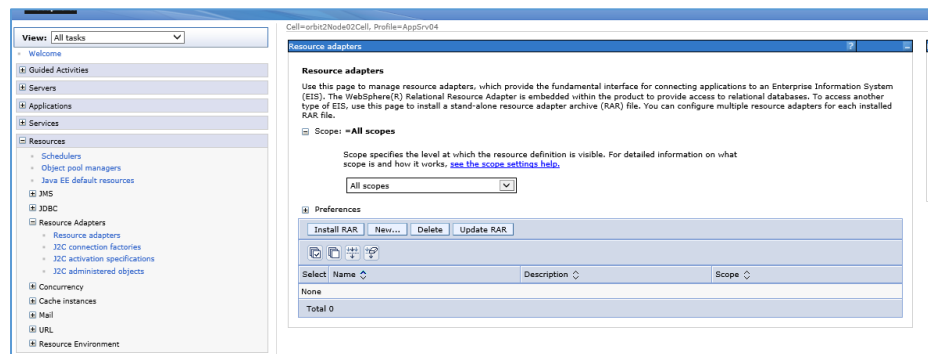 Cell=orbit2Node02Cell, Profile=AppSrv04
View: All tasks
Welcome
Guided Activities
Servers
Applications
Services
Resources
Schedulers
Object pool managers
Java EE default resources
JMS
JDBC
Resource Adapters
Resource adapters
J2C connection factories
J2C activation specifications
J2C administered objects
Concurrency
Cache instances
Mail
URL
Resource Environment
Resource adapters ? -
Resource adapters
Use this page to manage resource adapters, which provide the fundamental interface for connecting applications to an Enterprise Information System
(EIS). The WebSphere(R) Relational Resource Adapter is embedded within the product to provide access to relational databases. To access another
type of EIS, use this page to install a stand-alone resource adapter archive (RAR) file. You can configure multiple resource adapters for each installed
RAR file.
Scope: =All scopes
Scope specifies the level at which the resource definition is visible. For detailed information on what
scope is and how it works, see the scope settings help.
All scopes
Preferences
Install RAR New... Delete Update RAR
Select Name Description Scope
None
Total 0